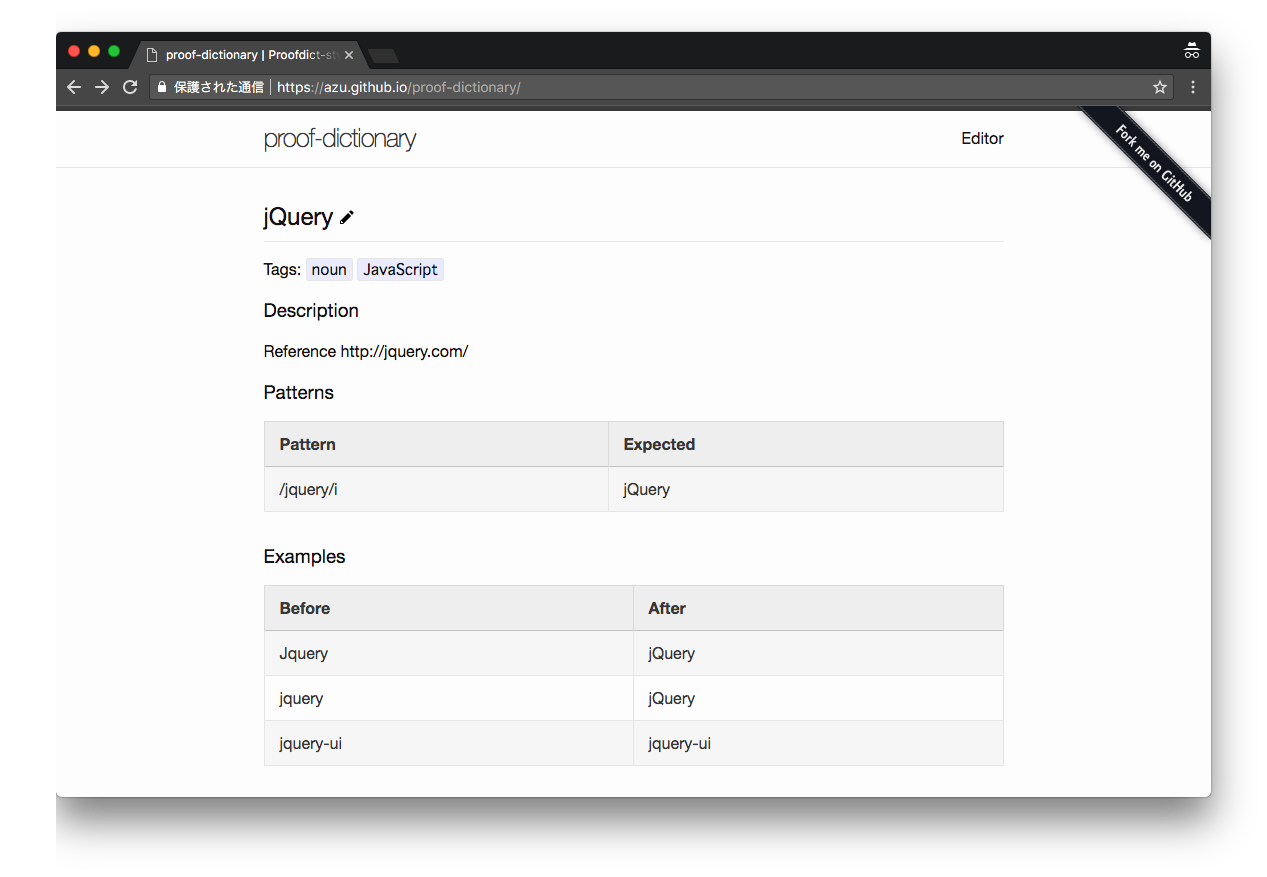 proof-dictionary | Proofdict-st
保護された通信 | https://azu.github.io/proof-dictionary/
proof-dictionary
Editor
Fork me on GitHub
jQuery
Tags: noun JavaScript
Description
Reference http://jquery.com/
Patterns
Pattern Expected
/jquery/i jQuery
Examples
Before After
Jquery jQuery
jquery jQuery
jquery-ui jquery-ui